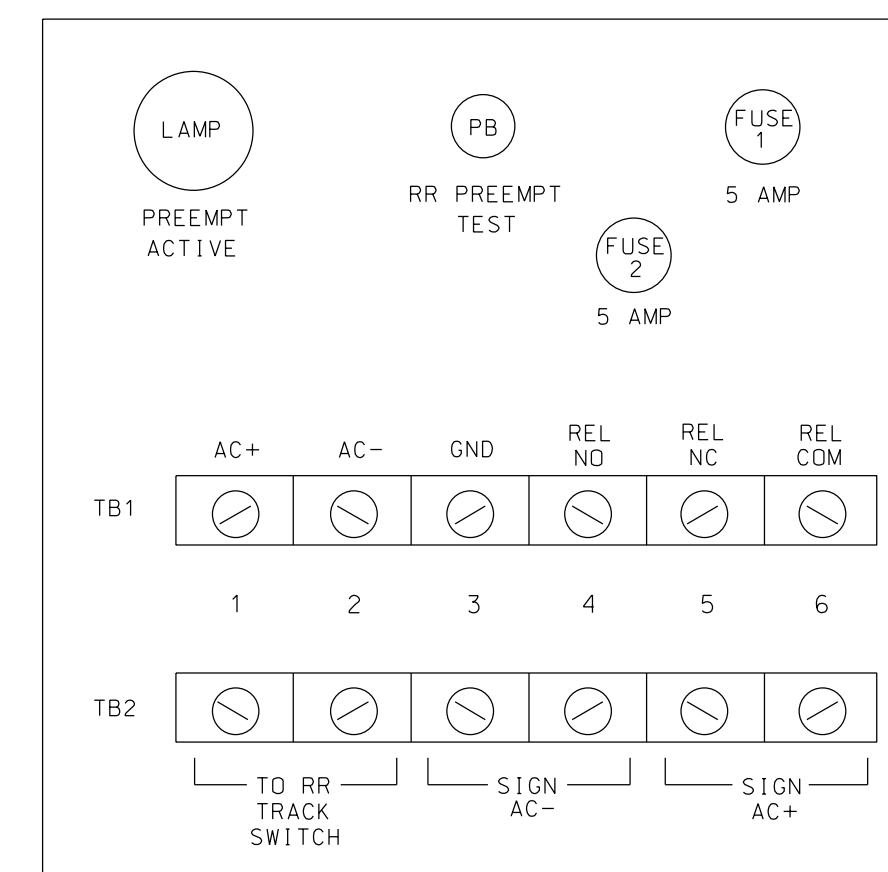 LAMP
PREEMPT
ACTIVE
PB
RR PREEMPT
TEST
FUSE
1
5 AMP
FUSE
2
5 AMP
AC+ AC- GND REL NO REL NC REL COM
TB1
1 2 3 4 5 6
TB2
TO RR
TRACK
SWITCH
SIGN
AC-
SIGN
AC+